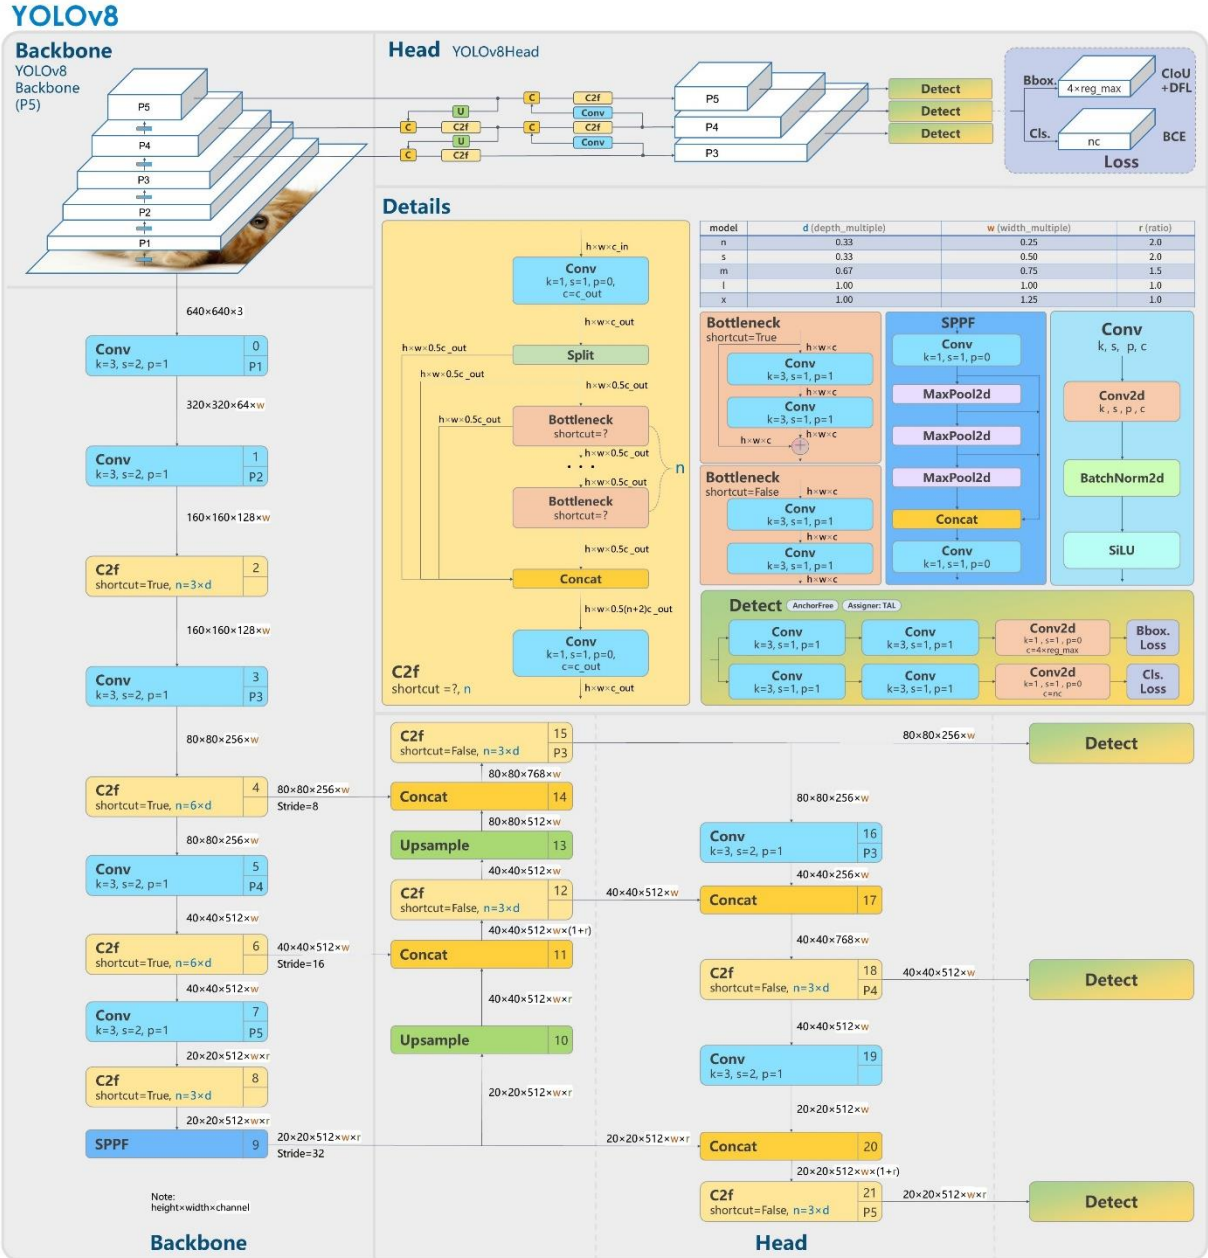 YOLOv8
Backbone
YOLOv8
Backbone
(P5)
P5
P4
P3
P2
P1
Head YOLOv8Head
C C2f
U Conv
C C2f C C2f
U Conv
C C2f
P5
P4
P3
Detect
Detect
Detect
Bbox.
4×reg_max
CIoU
+DFL
Cls.
nc
BCE
Loss
Details
h×w×c_in
Conv
k=1, s=1, p=0,
c=c_out
h×w×c_out
h×w×0.5c_out
Split
h×w×0.5c_out
h×w×0.5c_out
h×w×0.5c_out
Bottleneck
shortcut=?
h×w×0.5c_out
. . .
n
h×w×0.5c_out
Bottleneck
shortcut=?
h×w×0.5c_out
Concat
h×w×0.5(n+2)c_out
Conv
k=1, s=1, p=0,
c=c_out
h×w×c_out
C2f
shortcut =?, n
model d (depth_multiple) w (width_multiple) r (ratio)
n 0.33 0.25 2.0
s 0.33 0.50 2.0
m 0.67 0.75 1.5
l 1.00 1.00 1.0
x 1.00 1.25 1.0
Bottleneck
shortcut=True
h×w×c
Conv
k=3, s=1, p=1
h×w×c
Conv
k=3, s=1, p=1
h×w×c
h×w×c
+
Bottleneck
shortcut=False
h×w×c
Conv
k=3, s=1, p=1
h×w×c
Conv
k=3, s=1, p=1
h×w×c
SPPF
Conv
k=1, s=1, p=0
MaxPool2d
MaxPool2d
MaxPool2d
Concat
Conv
k=1, s=1, p=0
Conv
k, s, p, c
Conv2d
k, s, p, c
BatchNorm2d
SiLU
Detect AnchorFree Assigner: TAL
Conv
k=3, s=1, p=1
Conv
k=3, s=1, p=1
Conv2d
k=1, s=1, p=0
c=4×reg_max
Bbox.
Loss
Conv
k=3, s=1, p=1
Conv
k=3, s=1, p=1
Conv2d
k=1, s=1, p=0
c=nc
Cls.
Loss
640×640×3
Conv 0
k=3, s=2, p=1 P1
320×320×64×w
Conv 1
k=3, s=2, p=1 P2
160×160×128×w
C2f 2
shortcut=True, n=3×d
160×160×128×w
Conv 3
k=3, s=2, p=1 P3
80×80×256×w
C2f 4
shortcut=True, n=6×d
80×80×256×w
Stride=8
80×80×256×w
Conv 5
k=3, s=2, p=1 P4
40×40×512×w
C2f 6
shortcut=True, n=6×d
40×40×512×w
Stride=16
40×40×512×w
Conv 7
k=3, s=2, p=1 P5
20×20×512×w×r
C2f 8
shortcut=True, n=3×d
20×20×512×w×r
SPPF 9
20×20×512×w×r
Stride=32
Note:
height×width×channel
Backbone
C2f 15
shortcut=False, n=3×d P3
80×80×768×w
Concat 14
80×80×512×w
Upsample 13
40×40×512×w
C2f 12
shortcut=False, n=3×d
40×40×512×w×(1+r)
Concat 11
40×40×512×w×r
Upsample 10
20×20×512×w×r
80×80×256×w
Detect
80×80×256×w
Conv 16
k=3, s=2, p=1 P3
40×40×256×w
40×40×512×w
Concat 17
40×40×768×w
C2f 18
shortcut=False, n=3×d P4
40×40×512×w
Detect
40×40×512×w
Conv 19
k=3, s=2, p=1
20×20×512×w
20×20×512×w×r
Concat 20
20×20×512×w×(1+r)
C2f 21
shortcut=False, n=3×d P5
20×20×512×w×r
Detect
Head